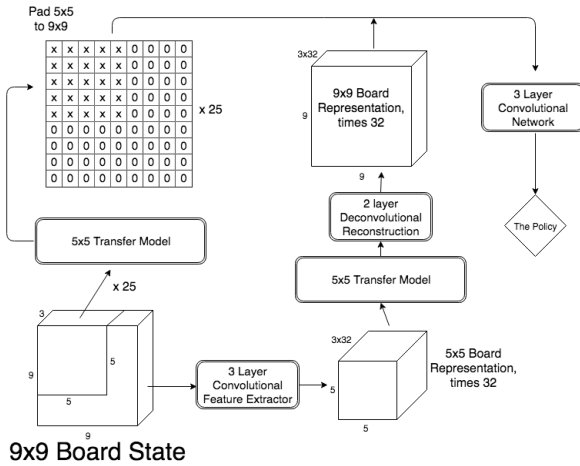 Pad 5x5
to 9x9
x x x x x 0 0 0 0
x x x x x 0 0 0 0
x x x x x 0 0 0 0
x x x x x 0 0 0 0
x x x x x 0 0 0 0
0 0 0 0 0 0 0 0 0
0 0 0 0 0 0 0 0 0
0 0 0 0 0 0 0 0 0
0 0 0 0 0 0 0 0 0
x 25
5x5 Transfer Model
x 25
3
9
5
5
9
9x9 Board State
3 Layer
Convolutional
Feature Extractor
3x32
5
5
5x5 Board
Representation,
times 32
5x5 Transfer Model
2 layer
Deconvolutional
Reconstruction
3x32
9
9
9x9 Board
Representation,
times 32
3 Layer
Convolutional
Network
The Policy